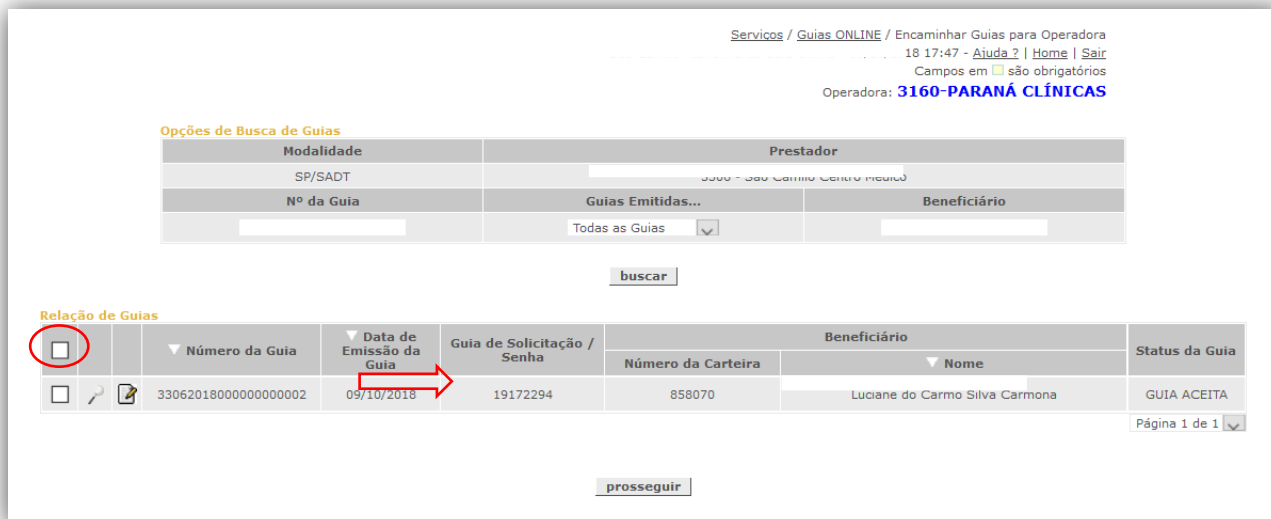 Serviços / Guias ONLINE / Encaminhar Guias para Operadora
18 17:47 - Ajuda ? | Home | Sair
Campos em são obrigatórios
Operadora: 3160-PARANÁ CLÍNICAS
Opções de Busca de Guias
Modalidade Prestador
SP/SADT São Camilo Centro Médico
Nº da Guia Guias Emitidas... Beneficiário
Todas as Guias
buscar
Relação de Guias
Número da Guia Data de Emissão da Guia Guia de Solicitação / Senha Beneficiário Status da Guia
Número da Carteira Nome
33062018000000000002 09/10/2018 19172294 858070 Luciane do Carmo Silva Carmona GUIA ACEITA
Página 1 de 1
prosseguir